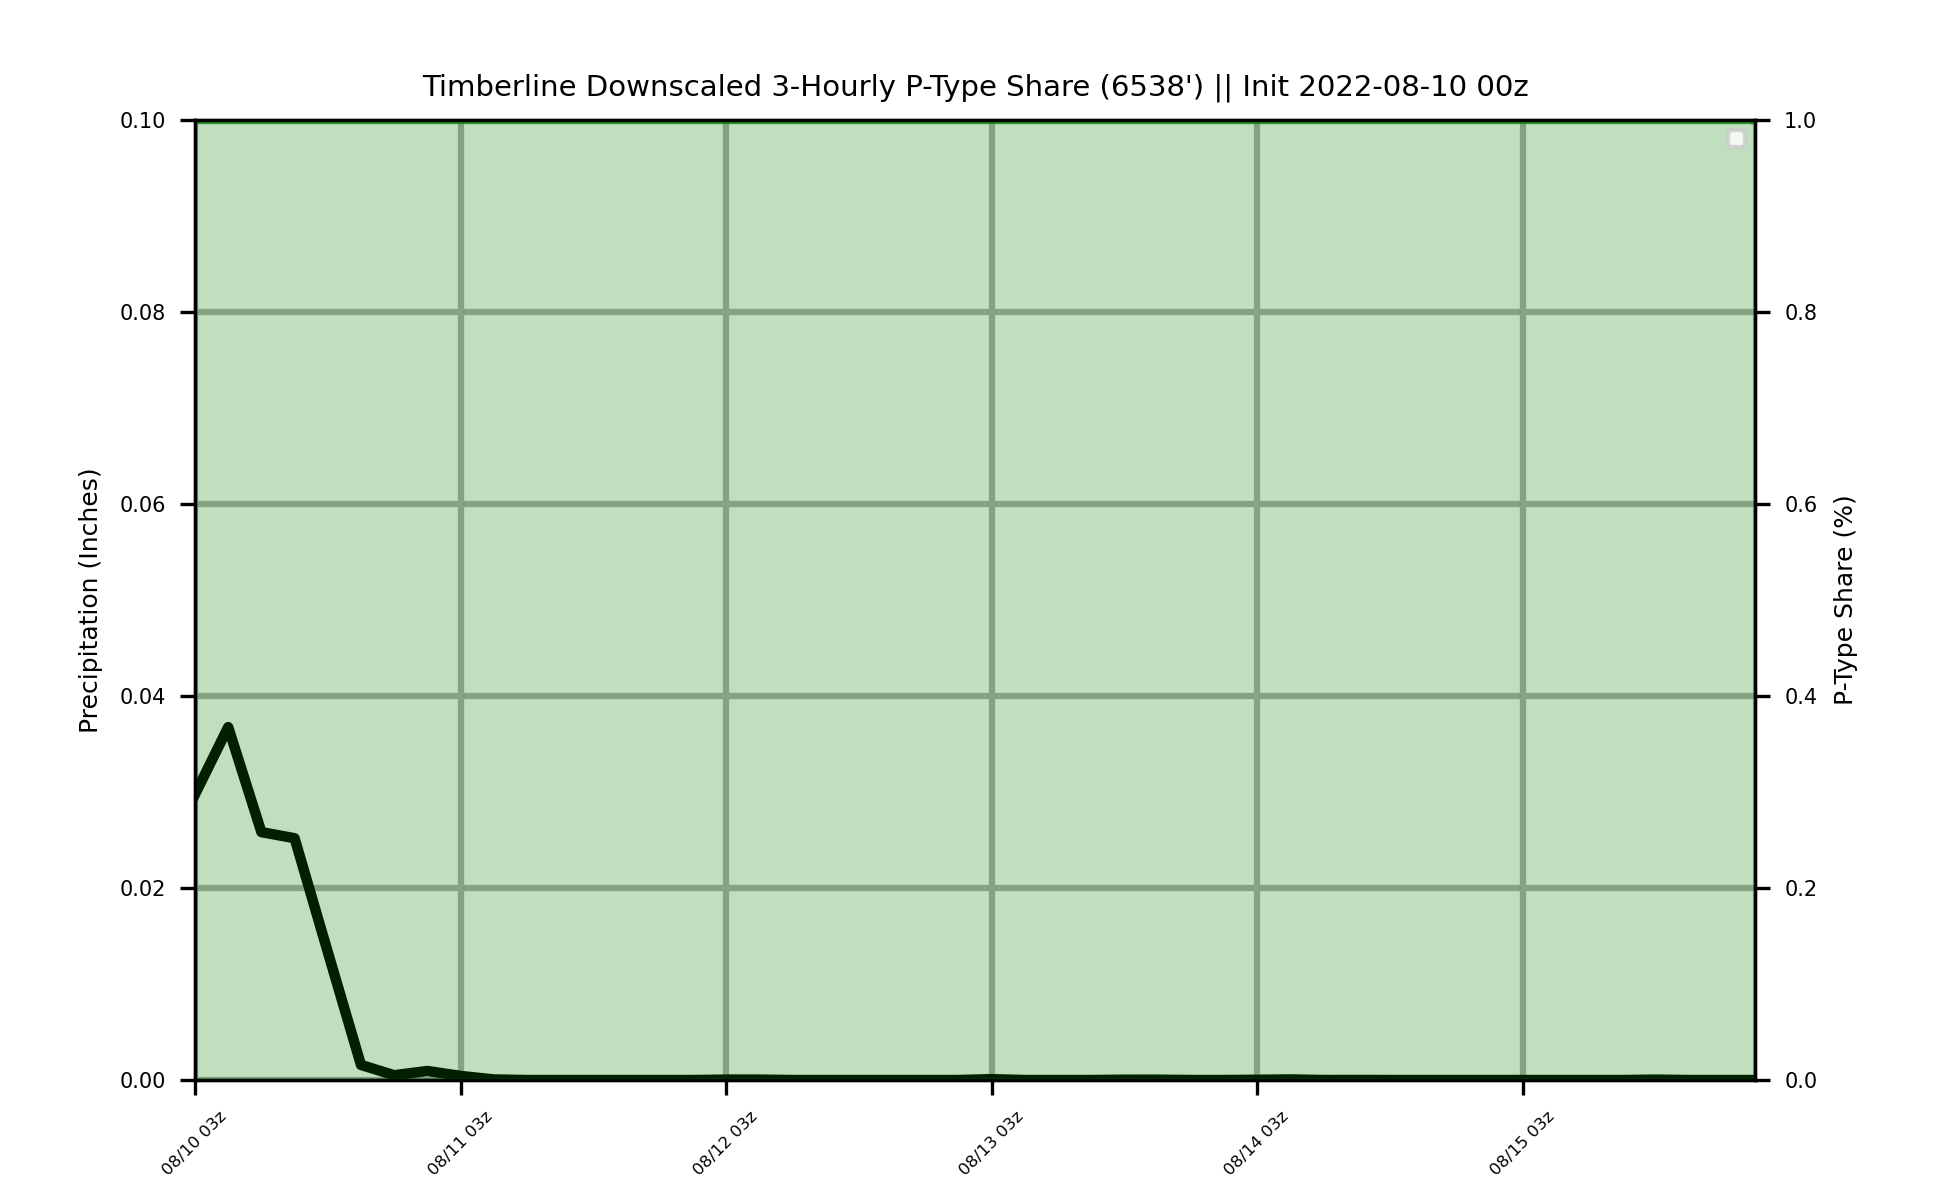 Timberline Downscaled 3-Hourly P-Type Share (6538') || Init 2022-08-10 00z
Precipitation (Inches)
0.10
0.08
0.06
0.04
0.02
0.00
1.0
0.8
0.6
0.4
0.2
0.0
P-Type Share (%)
08/10 03z
08/11 03z
08/12 03z
08/13 03z
08/14 03z
08/15 03z